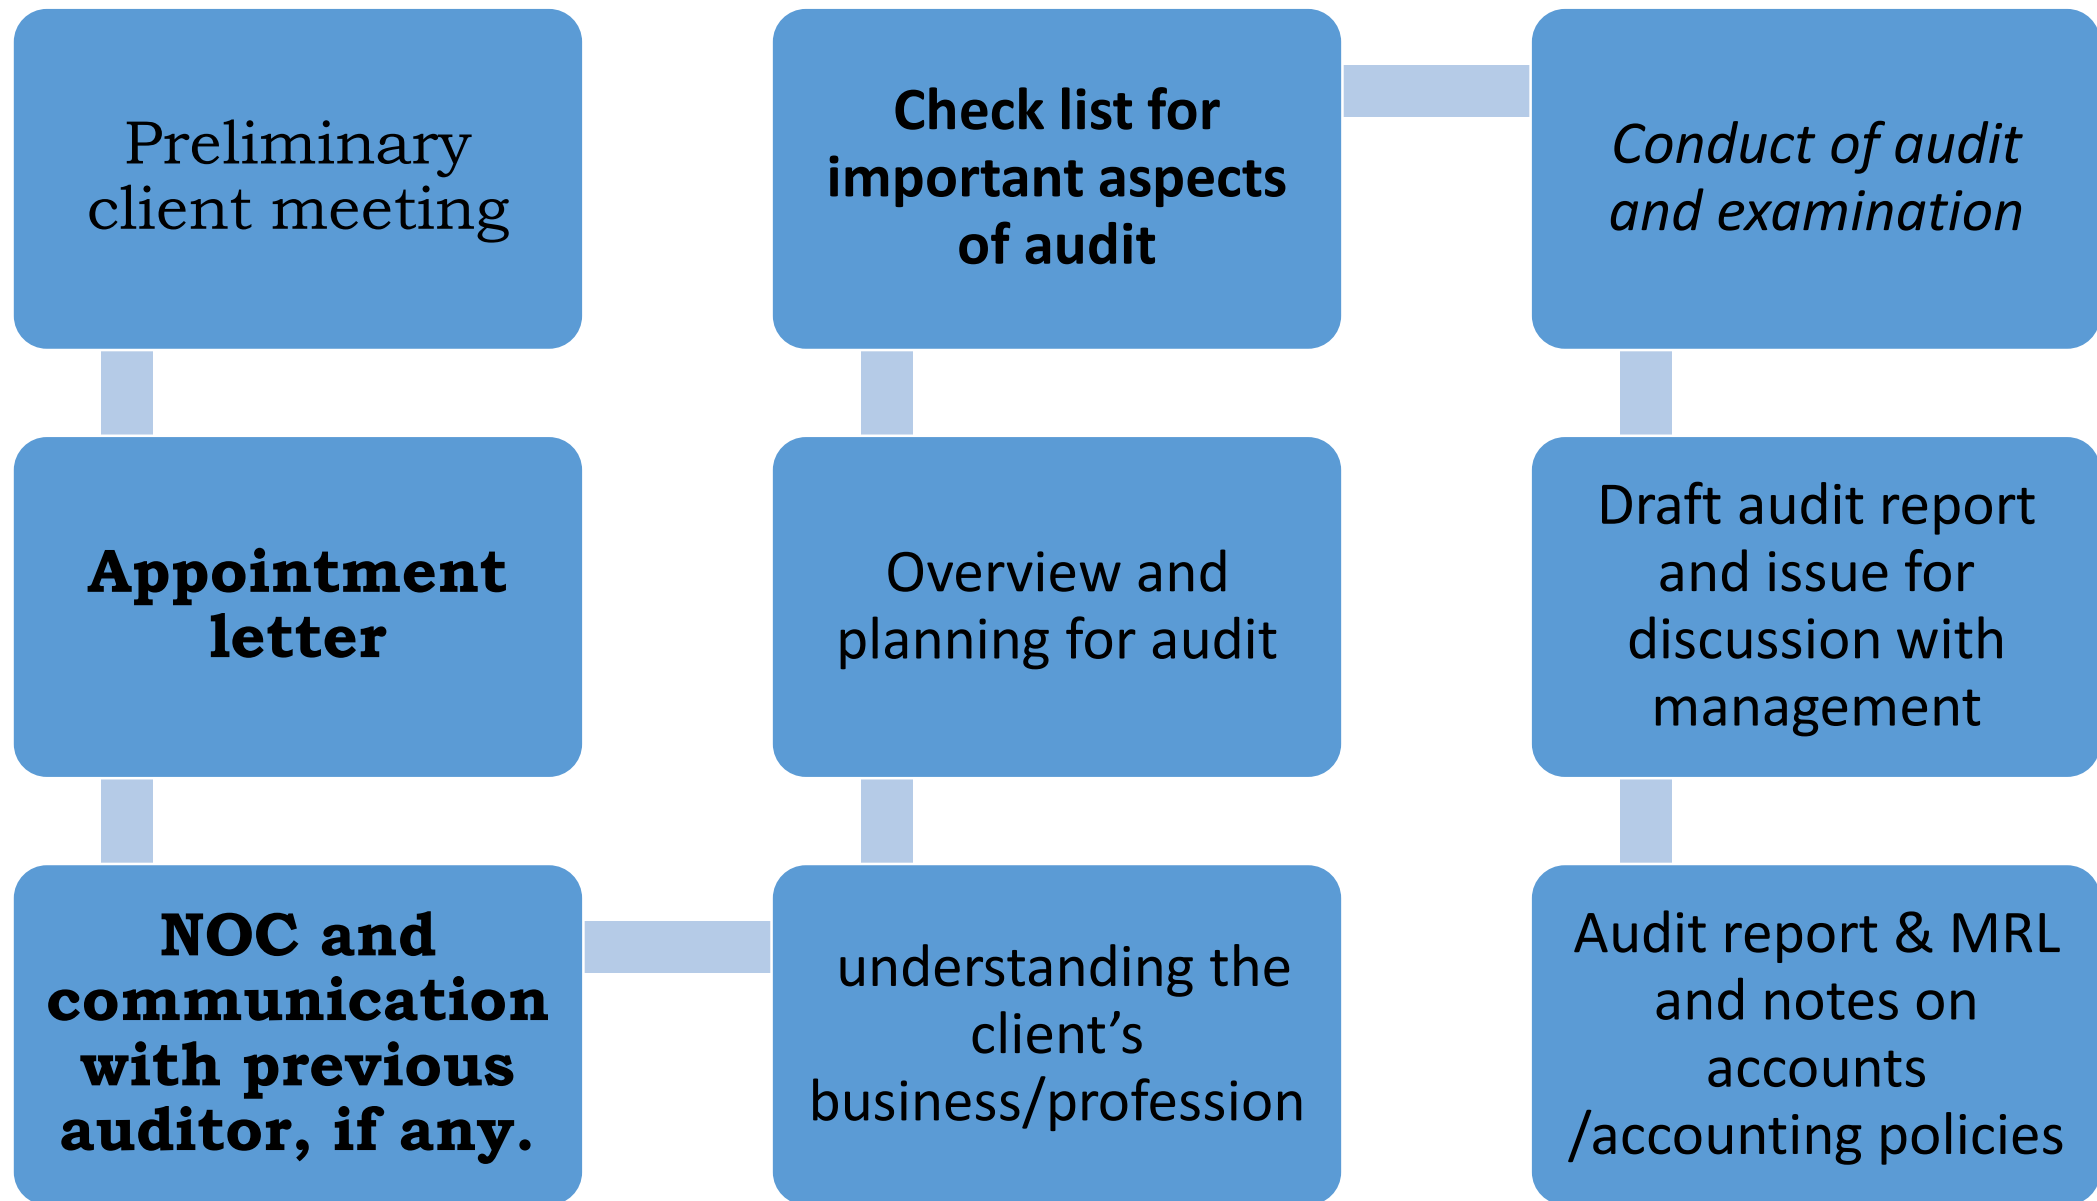 Preliminary
client meeting
Appointment
letter
NOC and
communication
with previous
auditor, if any.
understanding the
client’s
business/profession
Overview and
planning for audit
Check list for
important aspects
of audit
Conduct of audit
and examination
Draft audit report
and issue for
discussion with
management
Audit report & MRL
and notes on
accounts
/accounting policies